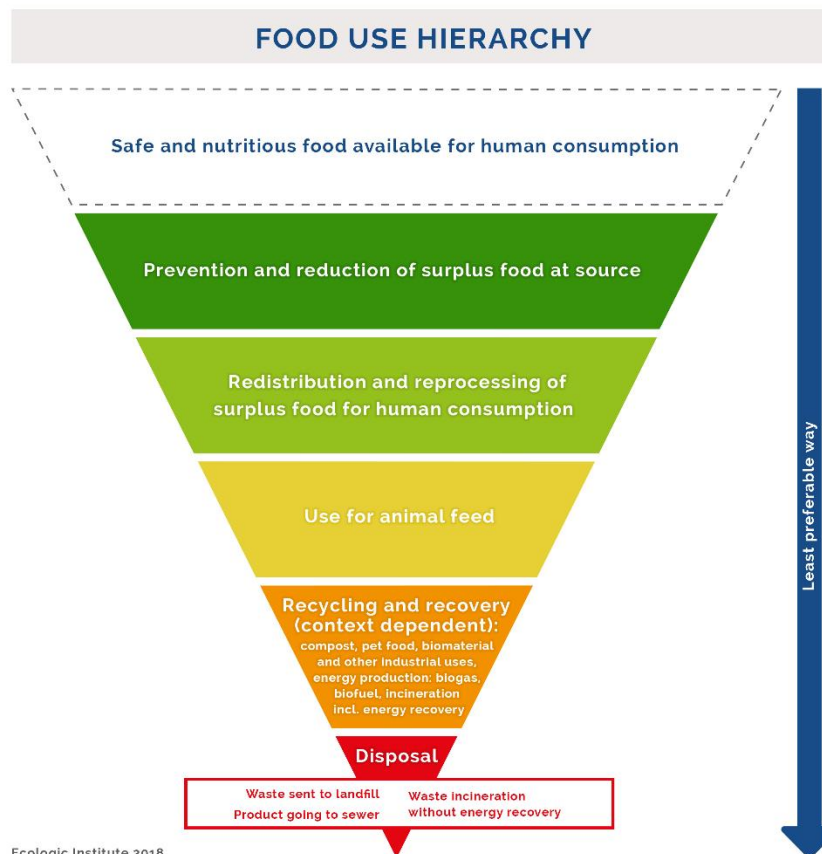 FOOD USE HIERARCHY
Safe and nutritious food available for human consumption
Prevention and reduction of surplus food at source
Redistribution and reprocessing of
surplus food for human consumption
Use for animal feed
Recycling and recovery
(context dependent):
compost, pet food, biomaterial
and other industrial uses,
energy production: biogas,
biofuel, incineration
incl. energy recovery
Disposal
Waste sent to landfill
Product going to sewer
Waste incineration
without energy recovery
Least preferable way
Ecologic Institute 2018